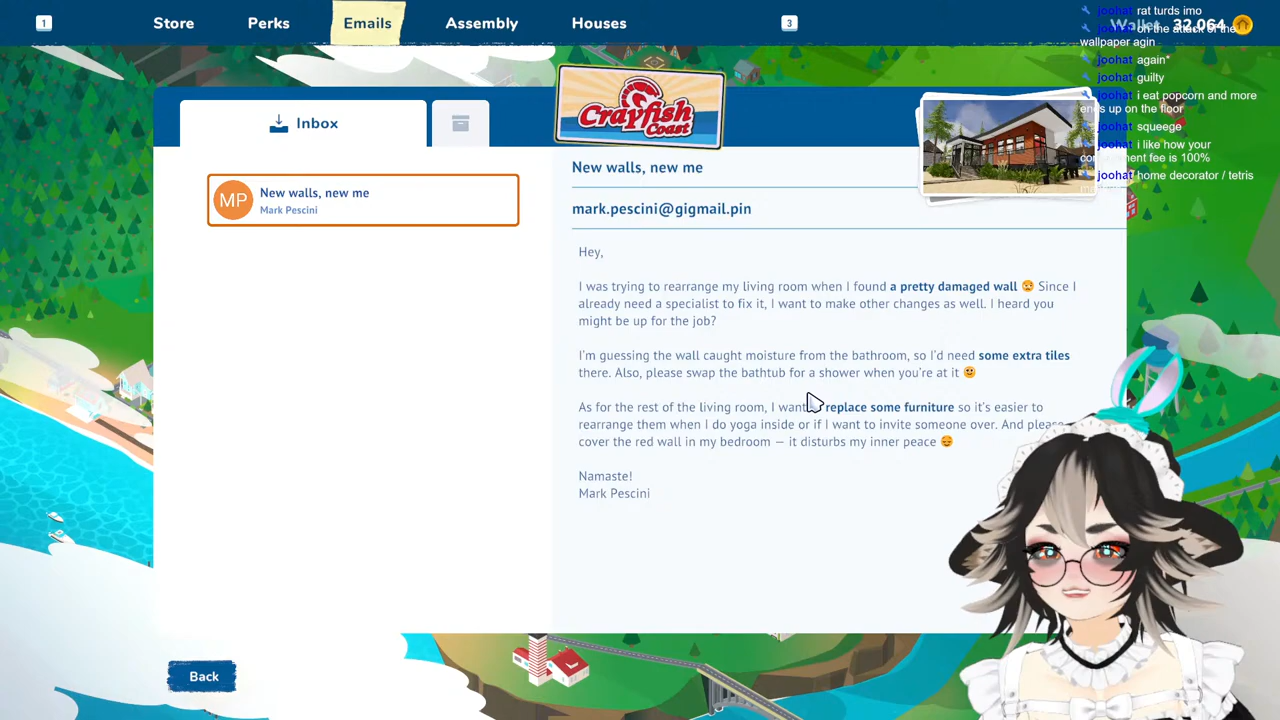 1
Store
Perks
Emails
Assembly
Houses
3
32,064
Inbox
Crayfish
Coast
MP
New walls, new me
Mark Pescini
New walls, new me
mark.pescini@gigmail.pin
Hey,
I was trying to rearrange my living room when I found a pretty damaged wall 😥 Since I
already need a specialist to fix it, I want to make other changes as well. I heard you
might be up for the job?
I'm guessing the wall caught moisture from the bathroom, so I'd need some extra tiles
there. Also, please swap the bathtub for a shower when you're at it 🙂
As for the rest of the living room, I want replace some furniture so it's easier to
rearrange them when I do yoga inside or if I want to invite someone over. And please
cover the red wall in my bedroom — it disturbs my inner peace 😌
Namaste!
Mark Pescini
Back
joohat rat turds imo
joohat on the attack of the
wallpaper agin
joohat again*
joohat guilty
joohat i eat popcorn and more
ends up on the floor
joohat squeege
joohat i like how your
fee is 100%
joohat home decorator / tetris